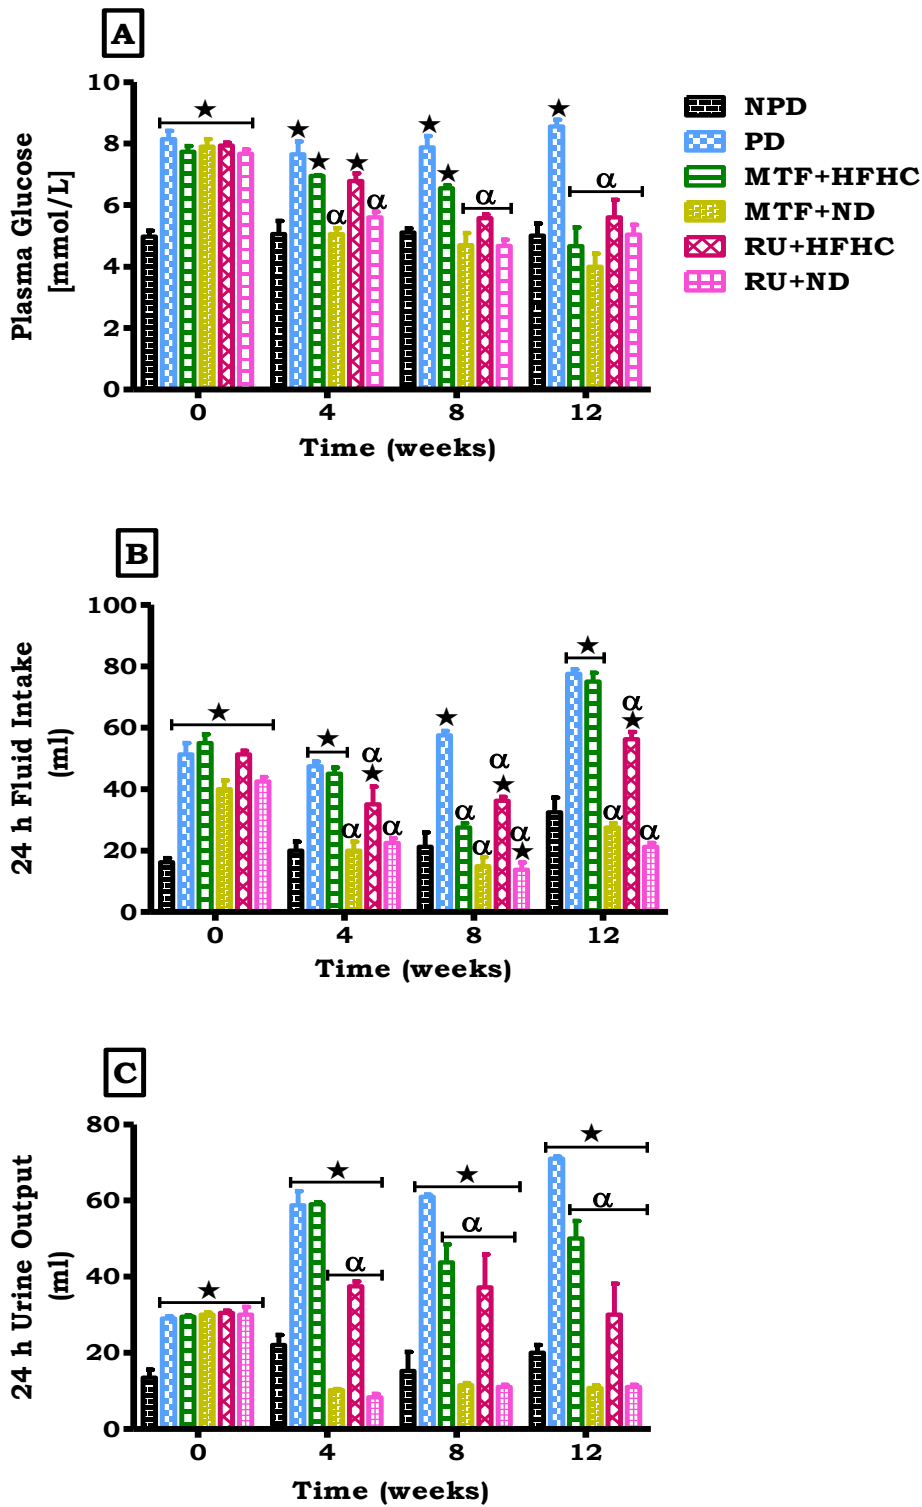 A
Plasma Glucose
[mmol/L]
10
8
6
4
2
0
★
★
★
★
★
★
★
α
α
α
α
0
4
8
12
Time (weeks)
NPD
PD
MTF+HFHC
MTF+ND
RU+HFHC
RU+ND
B
24 h Fluid Intake
(ml)
100
80
60
40
20
0
★
★
α
★
α
α
★
α
★
α
α
α
★
★
α
★
α
α
0
4
8
12
Time (weeks)
C
24 h Urine Output
(ml)
80
60
40
20
0
★
★
★
★
α
α
α
0
4
8
12
Time (weeks)